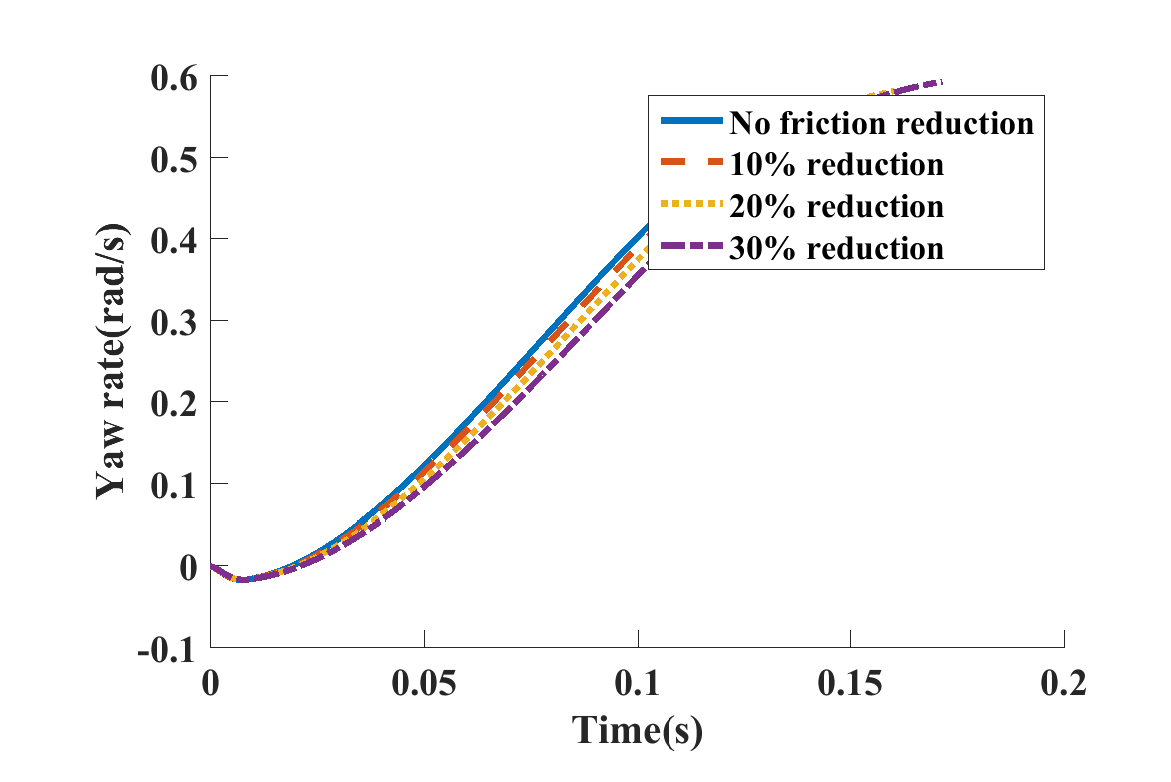 0.6
0.5
0.4
0.3
0.2
0.1
0
-0.1
Yaw rate(rad/s)
No friction reduction
10% reduction
20% reduction
30% reduction
0
0.05
0.1
0.15
0.2
Time(s)